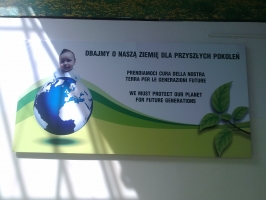 DBAJMY O NASZĄ ZIEMIĘ DLA PRZYSZŁYCH POKOLEŃ
PRENDIAMOCI CURA DELLA NOSTRA
TERRA PER LE GENERAZIONI FUTURE
WE MUST PROTECT OUR PLANET
FOR FUTURE GENERATIONS